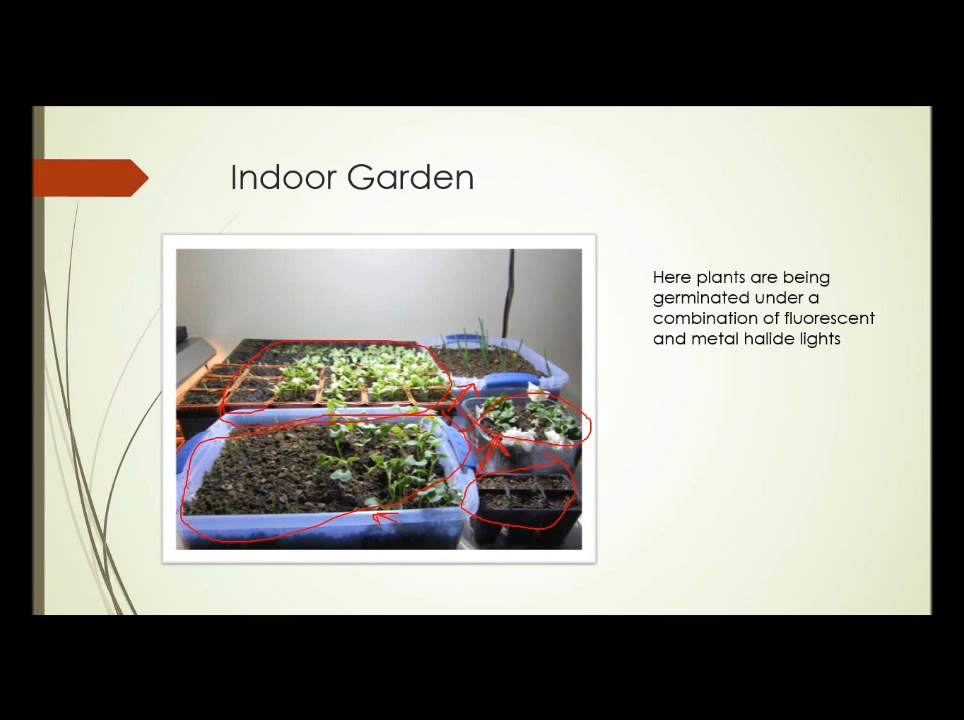 Indoor Garden
Here plants are being
germinated under a
combination of fluorescent
and metal halide lights